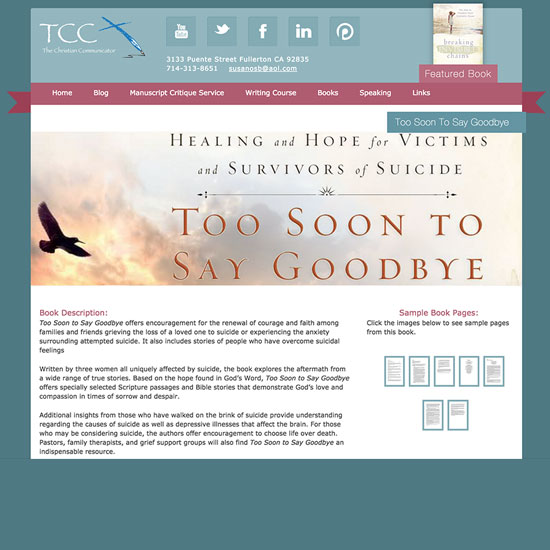 TCC
The Christian Communicator
You
Tube
3133 Puente Street Fullerton CA 92835
714-313-8651 susanosb@aol.com
breaking
chains
Featured Book
Home Blog Manuscript Critique Service Writing Course Books Speaking Links
Too Soon To Say Goodbye
HEALING and HOPE for VICTIMS
and SURVIVORS of SUICIDE
TOO SOON TO
SAY GOODBYE
Book Description:
Too Soon to Say Goodbye offers encouragement for the renewal of courage and faith among
families and friends grieving the loss of a loved one to suicide or experiencing the anxiety
surrounding attempted suicide. It also includes stories of people who have overcome suicidal
feelings
Written by three women all uniquely affected by suicide, the book explores the aftermath from
a wide range of true stories. Based on the hope found in God's Word, Too Soon to Say Goodbye
offers specially selected Scripture passages and Bible stories that demonstrate God's love and
compassion in times of sorrow and despair.
Additional insights from those who have walked on the brink of suicide provide understanding
regarding the causes of suicide as well as depressive illnesses that affect the brain. For those
who may be considering suicide, the authors offer encouragement to choose life over death.
Pastors, family therapists, and grief support groups will also find Too Soon to Say Goodbye an
indispensable resource.
Sample Book Pages:
Click the images below to see sample pages
from this book.